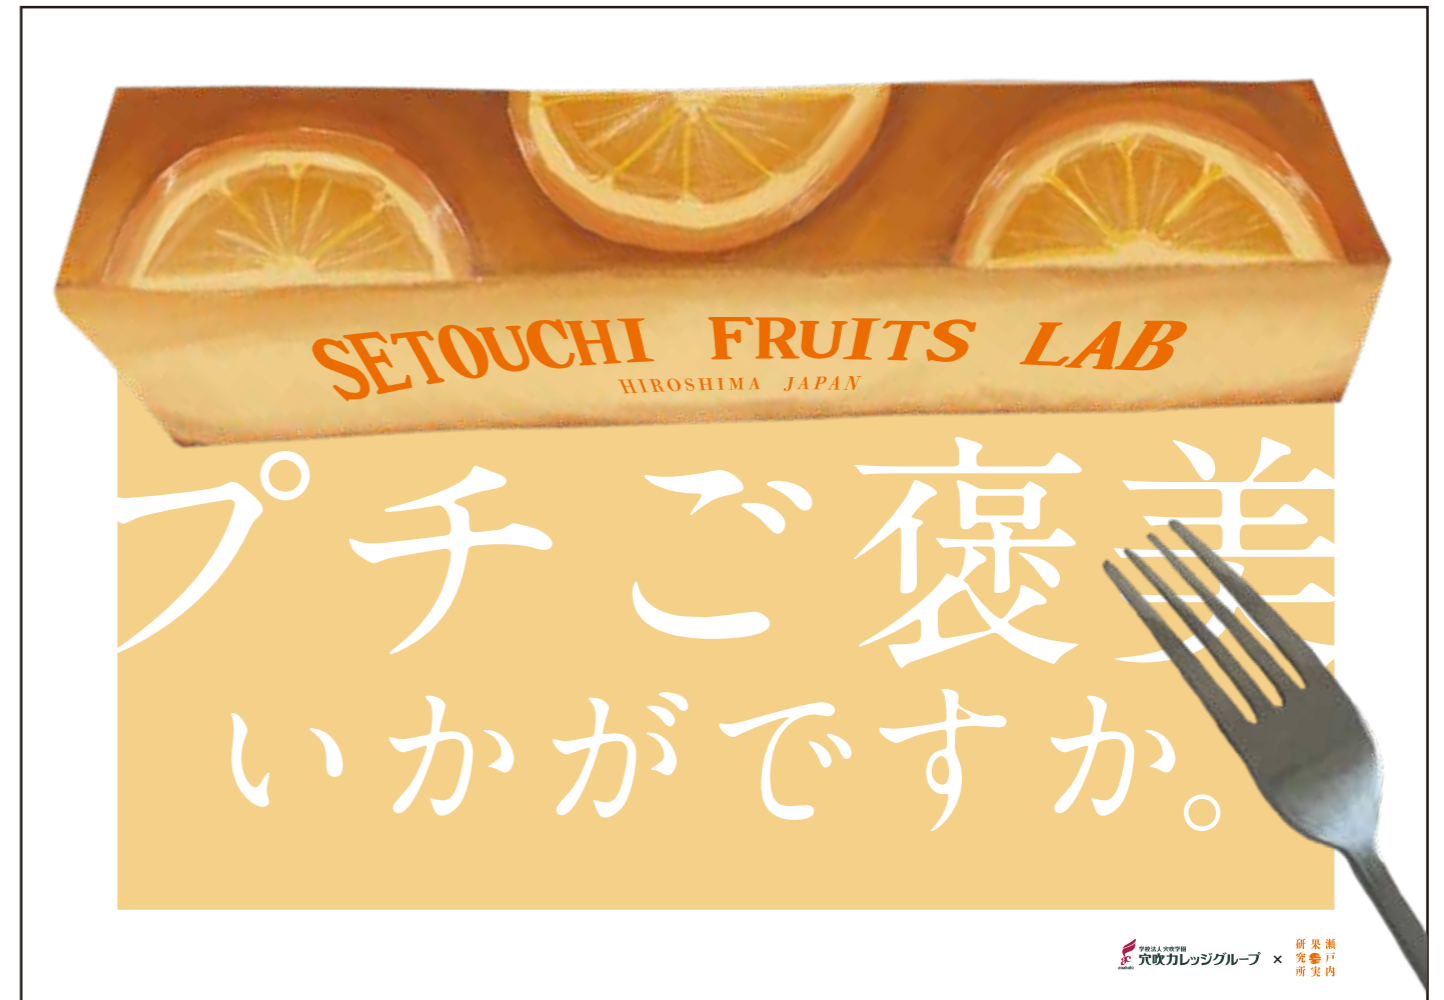 SETOUCHI FRUITS LAB
HIROSHIMA JAPAN
プチご褒美
いかがですか。
学校法人穴吹学園
穴吹カレッジグループ
anabuki
×
瀬戸内
果実
研究所